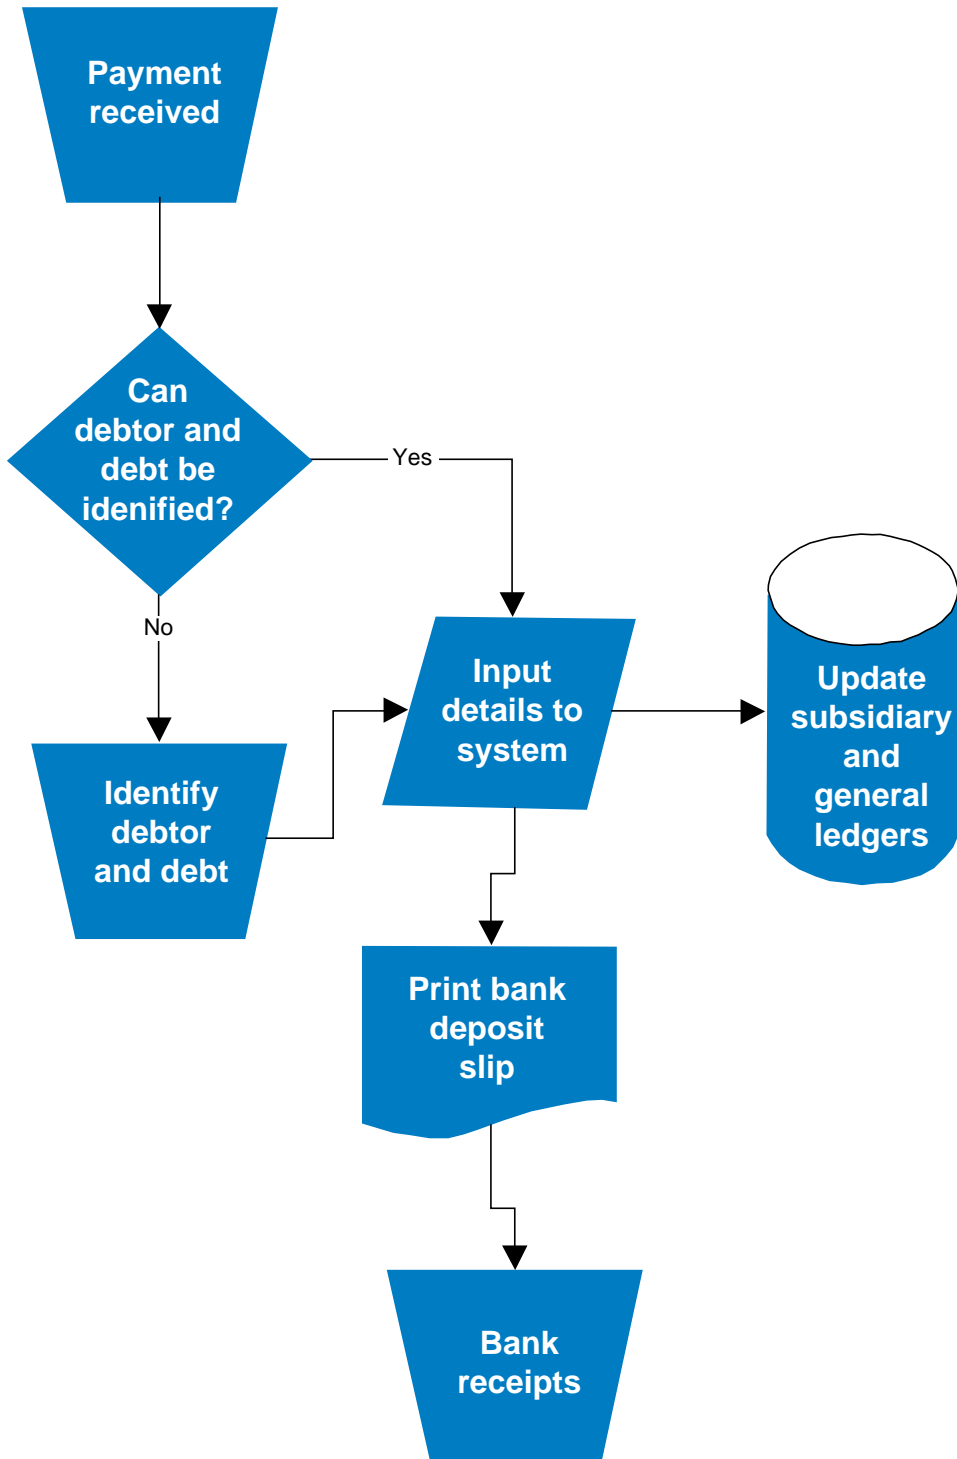 Payment
received
Can
debtor and
debt be
idenified?
Yes
No
Identify
debtor
and debt
Input
details to
system
Update
subsidiary
and
general
ledgers
Print bank
deposit
slip
Bank
receipts